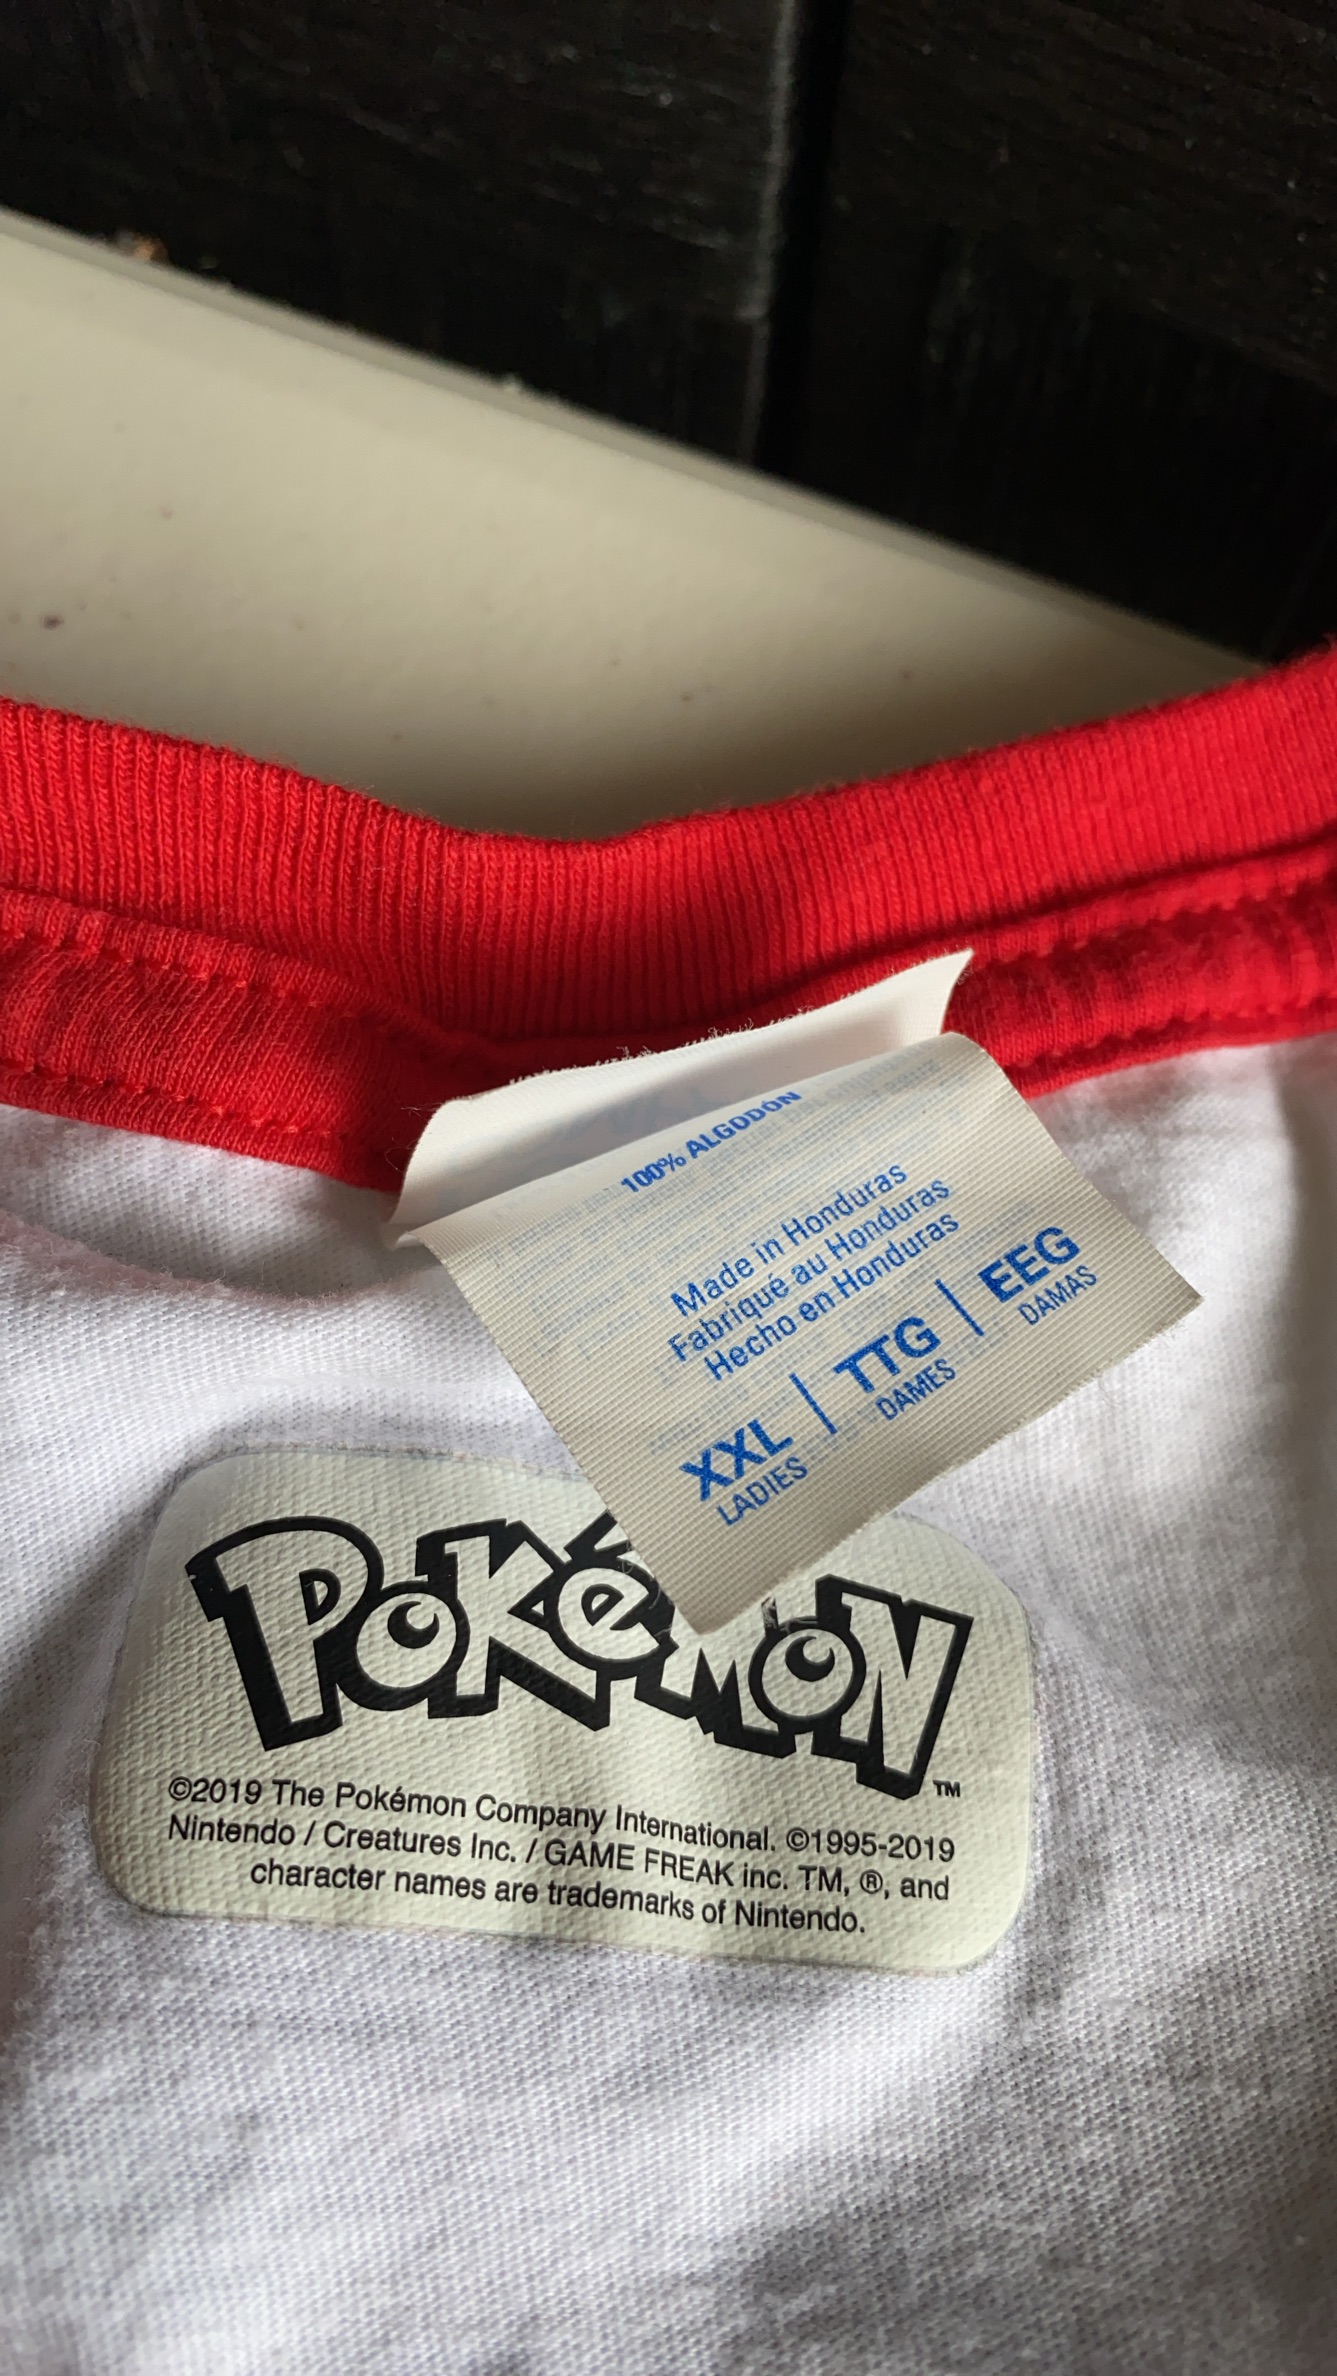 100% ALGODÓN
Made in Honduras
Fabriqué au Honduras
Hecho en Honduras
XXL | TTG | EEG
LADIES DAMES DAMAS
POKéMON™
©2019 The Pokémon Company International. ©1995-2019
Nintendo / Creatures Inc. / GAME FREAK inc. TM, ®, and
character names are trademarks of Nintendo.